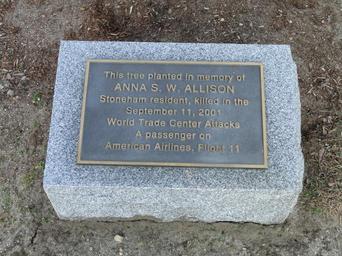 This tree planted in memory of
ANNA S. W. ALLISON
Stoneham resident, killed in the
September 11, 2001
World Trade Center Attacks
A passenger on
American Airlines, Flight 11